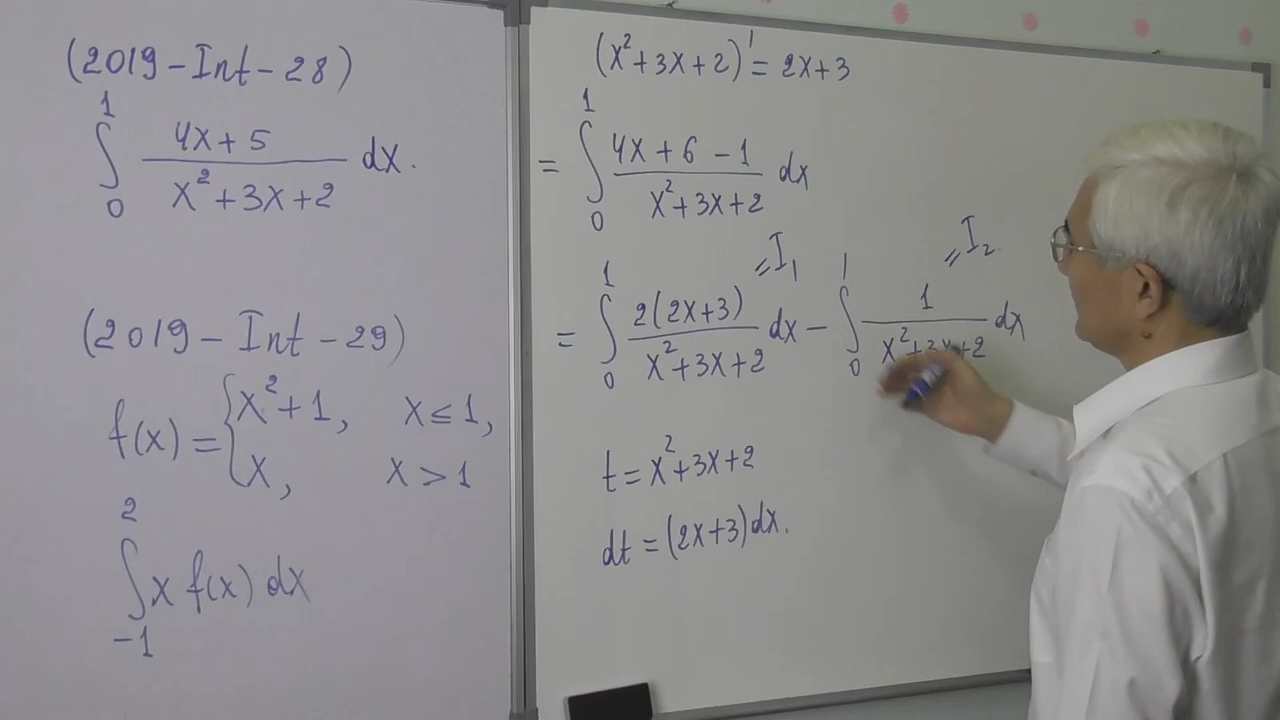 (2019-Int-28)
∫₀¹ (4x+5)/(x²+3x+2) dx.
(2019-Int-29)
f(x) = { x²+1, x ≤ 1,
x, x > 1
∫₋₁² x f(x) dx
(x²+3x+2)' = 2x+3
= ∫₀¹ (4x+6-1)/(x²+3x+2) dx
= I₁ = I₂
= ∫₀¹ 2(2x+3)/(x²+3x+2) dx - ∫₀¹ 1/(x²+3x+2) dx
t = x²+3x+2
dt = (2x+3)dx.